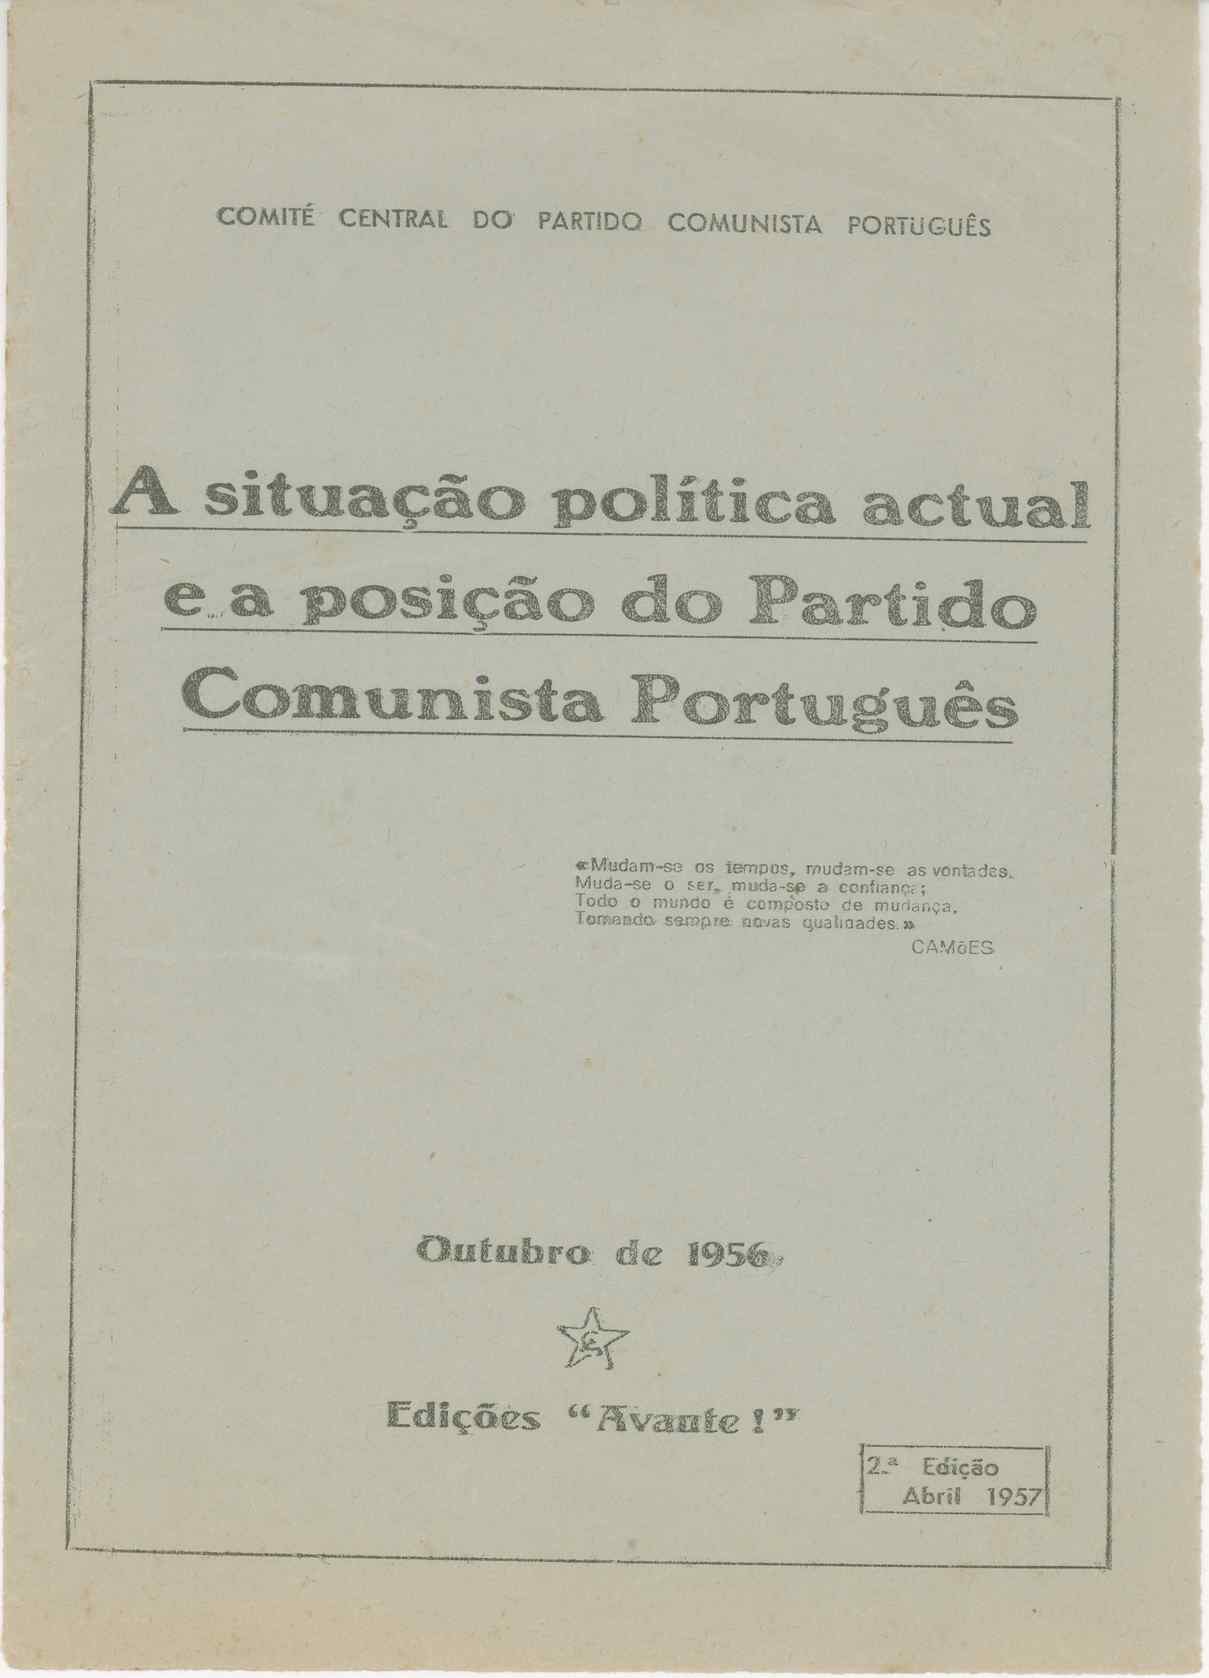 COMITÉ CENTRAL DO PARTIDO COMUNISTA PORTUGUÊS
A situação política actual
e a posição do Partido
Comunista Português
«Mudam-se os tempos, mudam-se as vontades.
Muda-se o ser, muda-se a confiança;
Todo o mundo é composto de mudança,
Tomando sempre novas qualidades.»
CAMõES
Outubro de 1956
Edições “Avante!”
2.ª Edição
Abril 1957